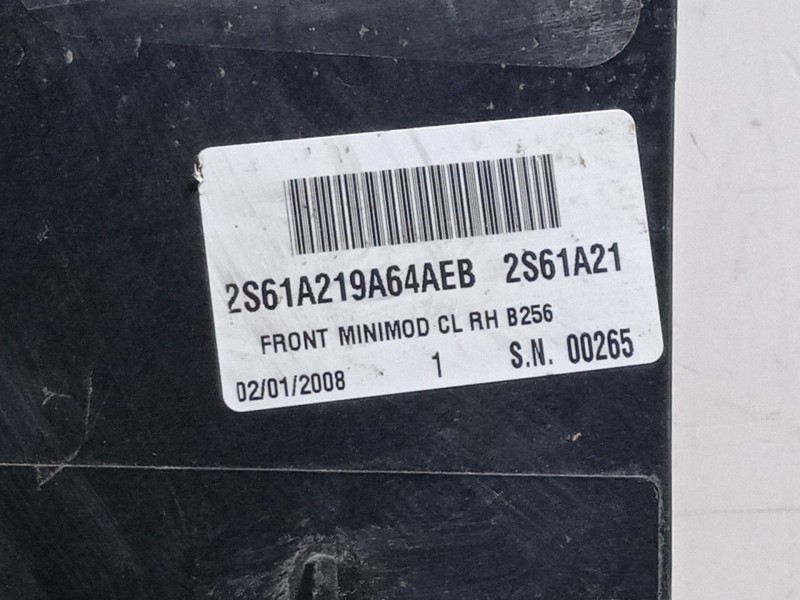 2S61A219A64AEB 2S61A21
FRONT MINIMOD CL RH B256
02/01/2008 1 S.N. 00265